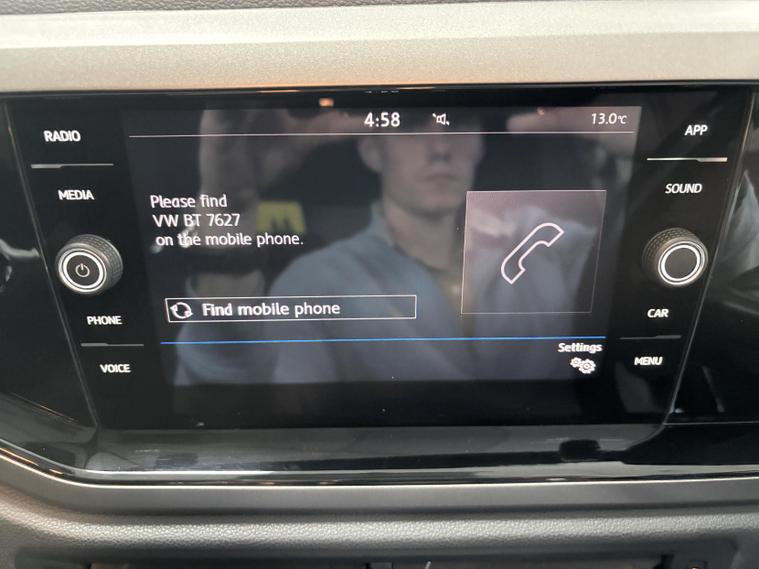 RADIO
MEDIA
PHONE
VOICE
4:58
13.0°C
Please find
VW BT 7627
on the mobile phone.
Find mobile phone
Settings
APP
SOUND
CAR
MENU